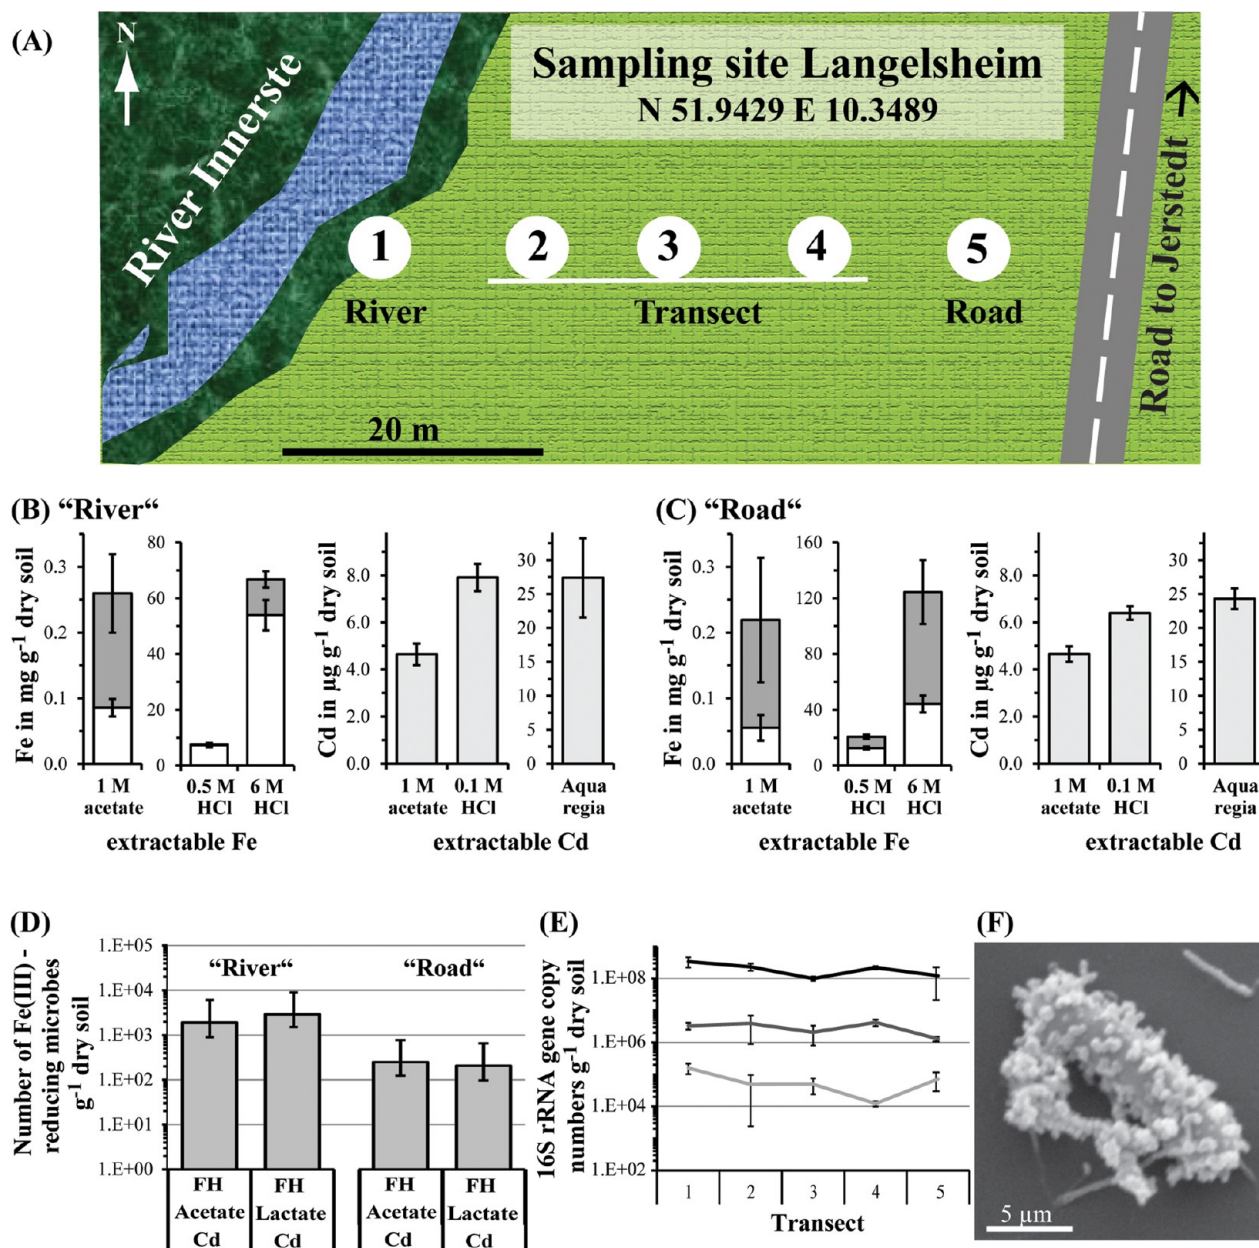 (A)
N
Sampling site Langelsheim
N 51.9429 E 10.3489
River Innerste
Road to Jerstedt
1
2
3
4
5
River
Transect
Road
20 m
(B) “River“
Fe in mg g-1 dry soil
0.3
0.2
0.1
0.0
1 M
acetate
80
60
40
20
0
0.5 M
HCl
6 M
HCl
extractable Fe
Cd in µg g-1 dry soil
8.0
6.0
4.0
2.0
0.0
1 M
acetate
0.1 M
HCl
30
25
20
15
10
5
0
Aqua
regia
extractable Cd
(C) “Road“
Fe in mg g-1 dry soil
0.3
0.2
0.1
0.0
1 M
acetate
160
120
80
40
0
0.5 M
HCl
6 M
HCl
extractable Fe
Cd in µg g-1 dry soil
8.0
6.0
4.0
2.0
0.0
1 M
acetate
0.1 M
HCl
30
25
20
15
10
5
0
Aqua
regia
extractable Cd
(D)
Number of Fe(III) -
reducing microbes
g-1 dry soil
1.E+05
1.E+04
1.E+03
1.E+02
1.E+01
1.E+00
“River“
“Road“
FH
Acetate
Cd
FH
Lactate
Cd
FH
Acetate
Cd
FH
Lactate
Cd
(E)
16S rRNA gene copy
numbers g-1 dry soil
1.E+08
1.E+06
1.E+04
1.E+02
1
2
3
4
5
Transect
(F)
5 µm